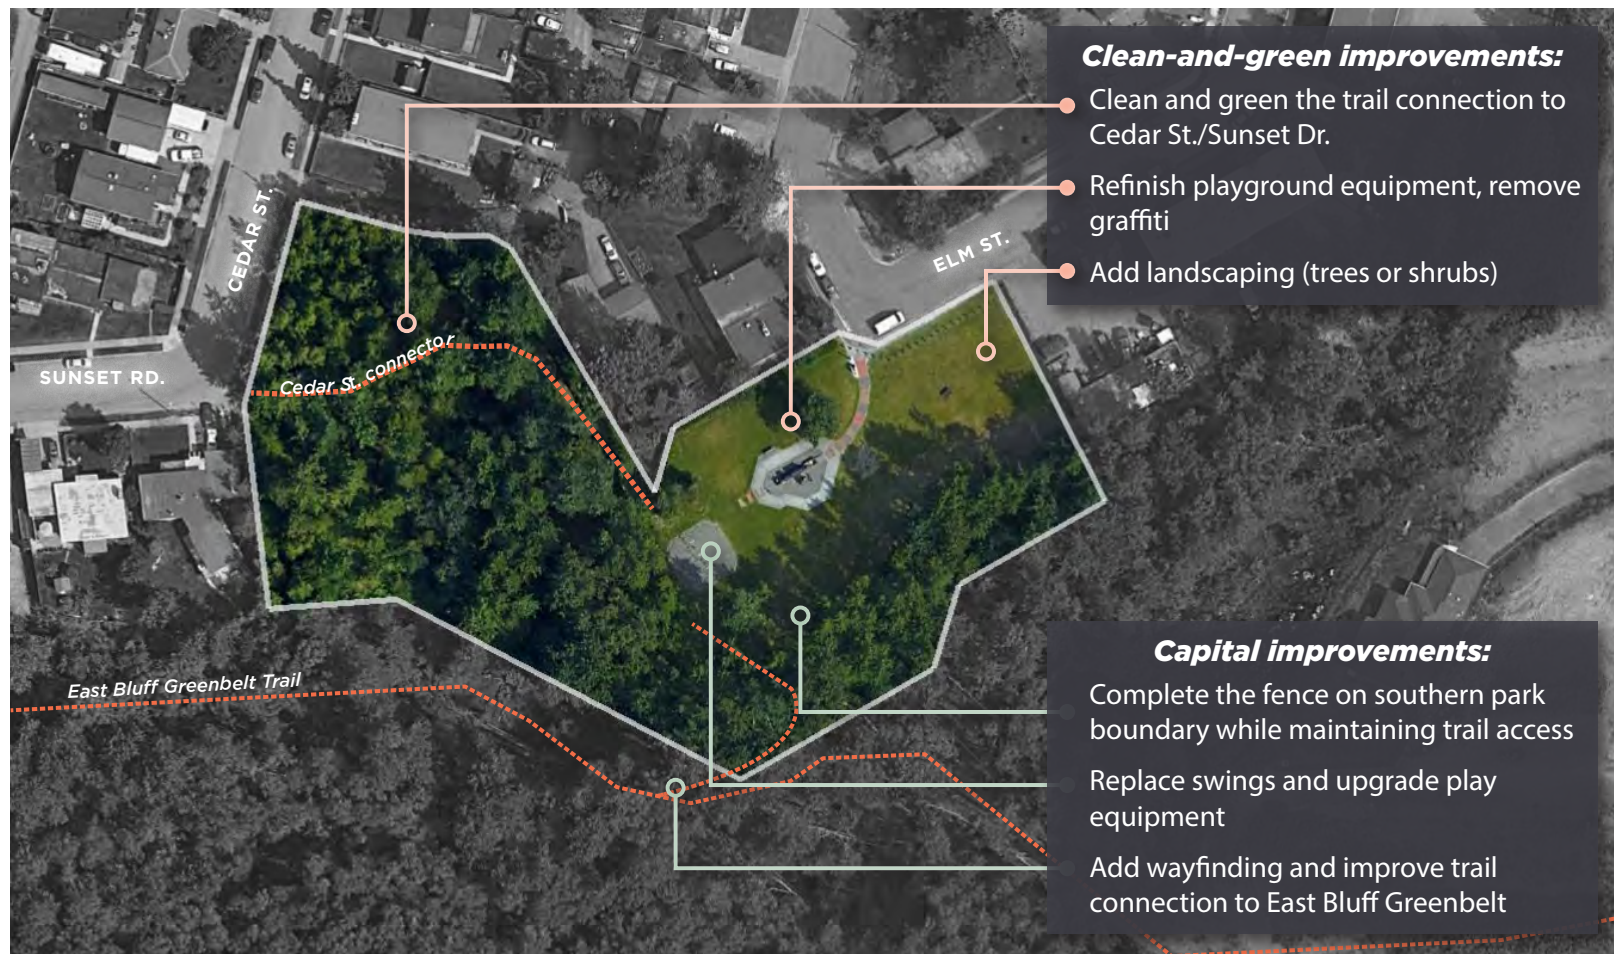 Clean-and-green improvements:
Clean and green the trail connection to
Cedar St./Sunset Dr.
Refinish playground equipment, remove
graffiti
Add landscaping (trees or shrubs)
CEDAR ST.
ELM ST.
SUNSET RD.
Cedar St. connector
East Bluff Greenbelt Trail
Capital improvements:
Complete the fence on southern park
boundary while maintaining trail access
Replace swings and upgrade play
equipment
Add wayfinding and improve trail
connection to East Bluff Greenbelt